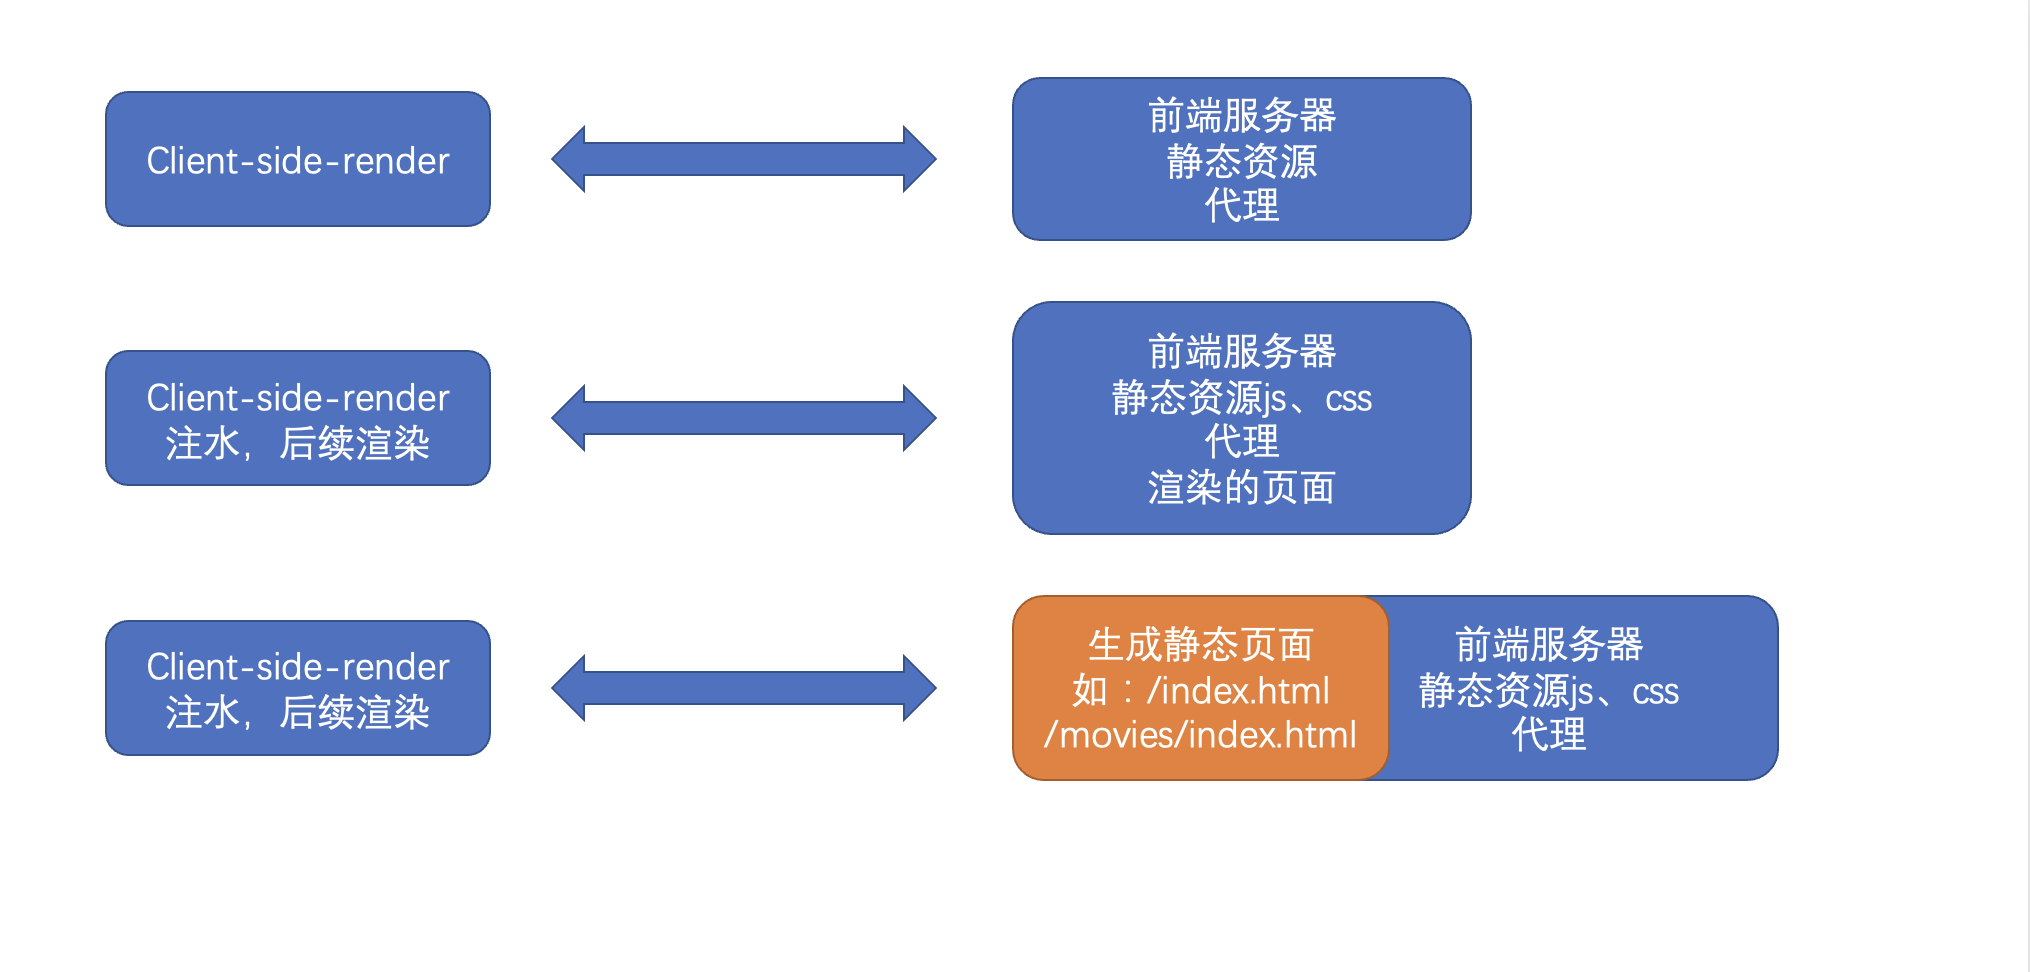 Client-side-render
前端服务器
静态资源
代理
Client-side-render
注水，后续渲染
前端服务器
静态资源js、css
代理
渲染的页面
Client-side-render
注水，后续渲染
生成静态页面
如：/index.html
/movies/index.html
前端服务器
静态资源js、css
代理